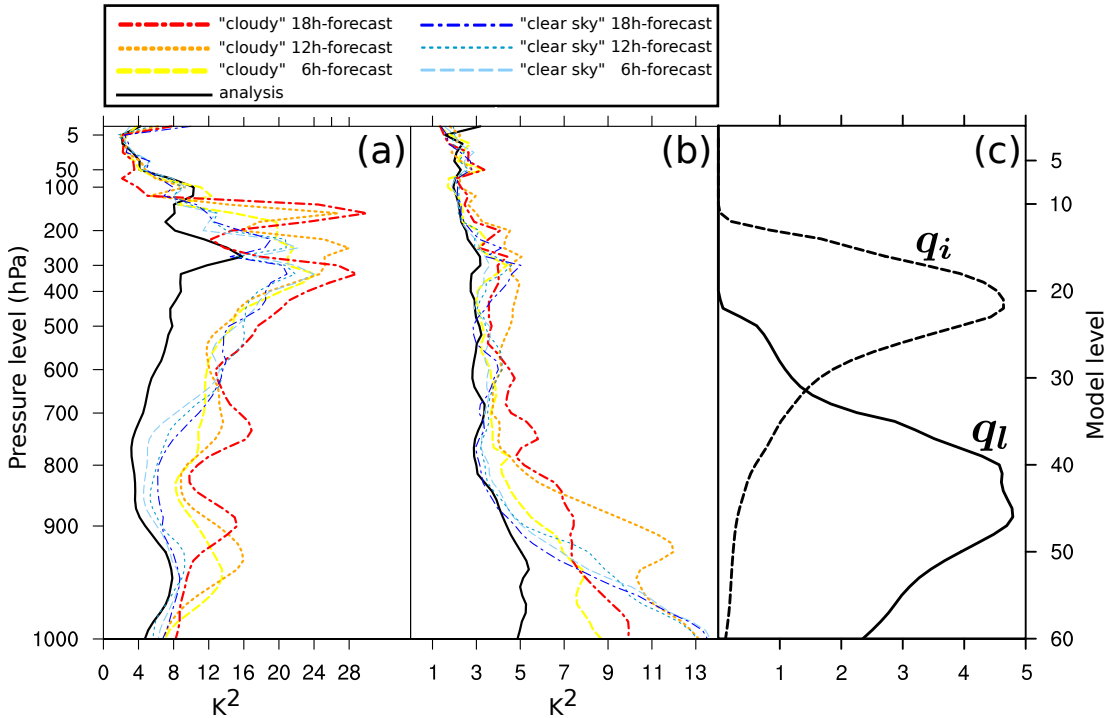 "cloudy" 18h-forecast "clear sky" 18h-forecast
"cloudy" 12h-forecast "clear sky" 12h-forecast
"cloudy" 6h-forecast "clear sky" 6h-forecast
analysis
(a) (b) (c)
Pressure level (hPa)
5
50
100
200
300
400
500
600
700
800
900
1000
0 4 8 12 16 20 24 28
K²
1 3 5 7 9 11 13
K²
q_i
q_l
1 2 3 4 5
5
10
20
30
40
50
60
Model level